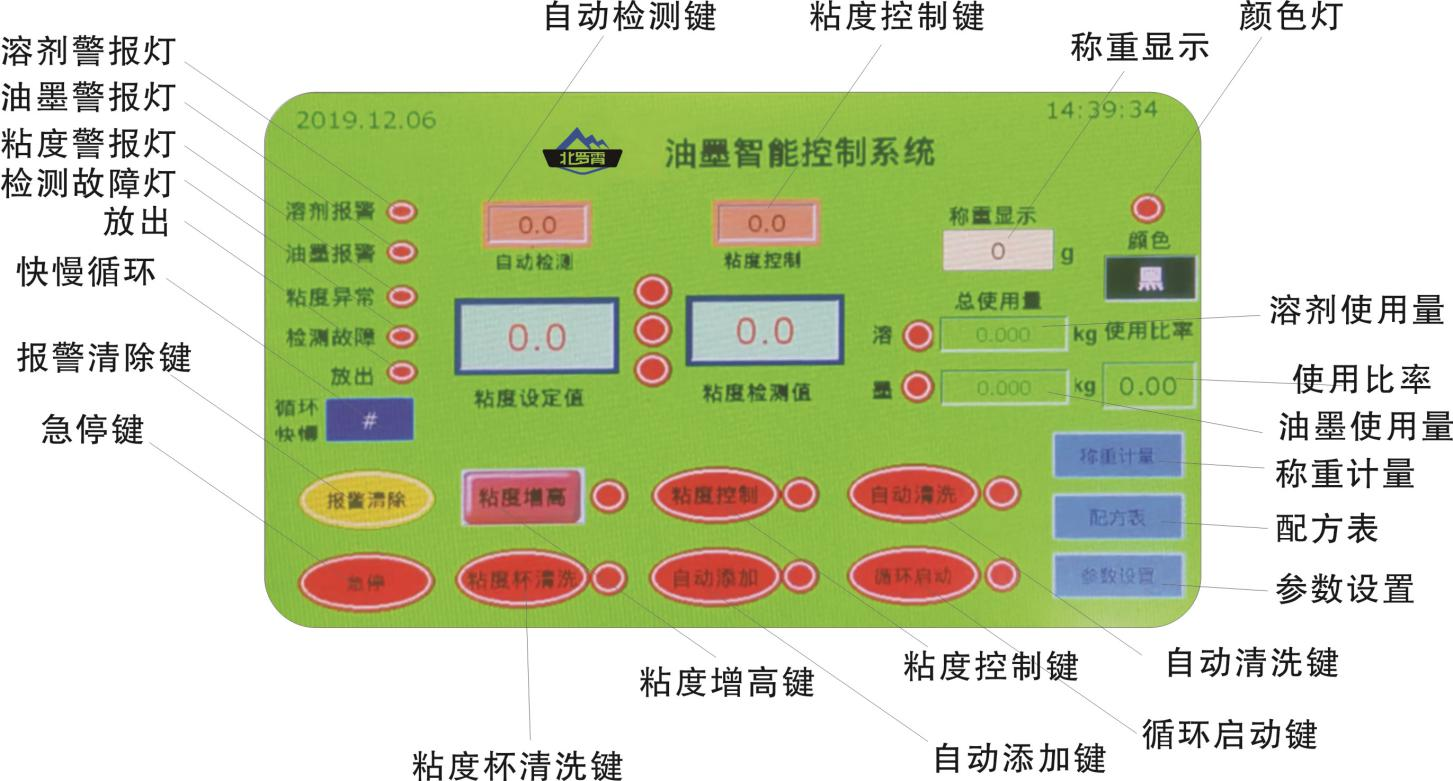 自动检测键
粘度控制键
颜色灯
称重显示
溶剂警报灯
油墨警报灯
粘度警报灯
检测故障灯
放出
快慢循环
报警清除键
急停键
2019.12.06
14:39:34
北罗霄
油墨智能控制系统
溶剂报警
油墨报警
粘度异常
检测故障
放出
循环
快慢
#
0.0
自动检测
0.0
粘度设定值
0.0
粘度控制
0.0
粘度检测值
称重显示
0 g
颜色
黑
总使用量
溶 0.000 kg
使用比率
墨 0.000 kg
0.00
报警清除
粘度增高
粘度控制
自动清洗
称重计量
配方表
急停
粘度杯清洗
自动添加
循环启动
参数设置
溶剂使用量
使用比率
油墨使用量
称重计量
配方表
参数设置
自动清洗键
粘度控制键
粘度增高键
循环启动键
自动添加键
粘度杯清洗键